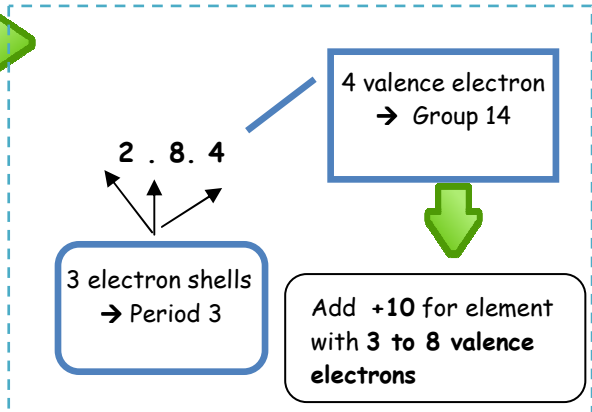 4 valence electron
→ Group 14
2 . 8. 4
3 electron shells
→ Period 3
Add +10 for element
with 3 to 8 valence
electrons